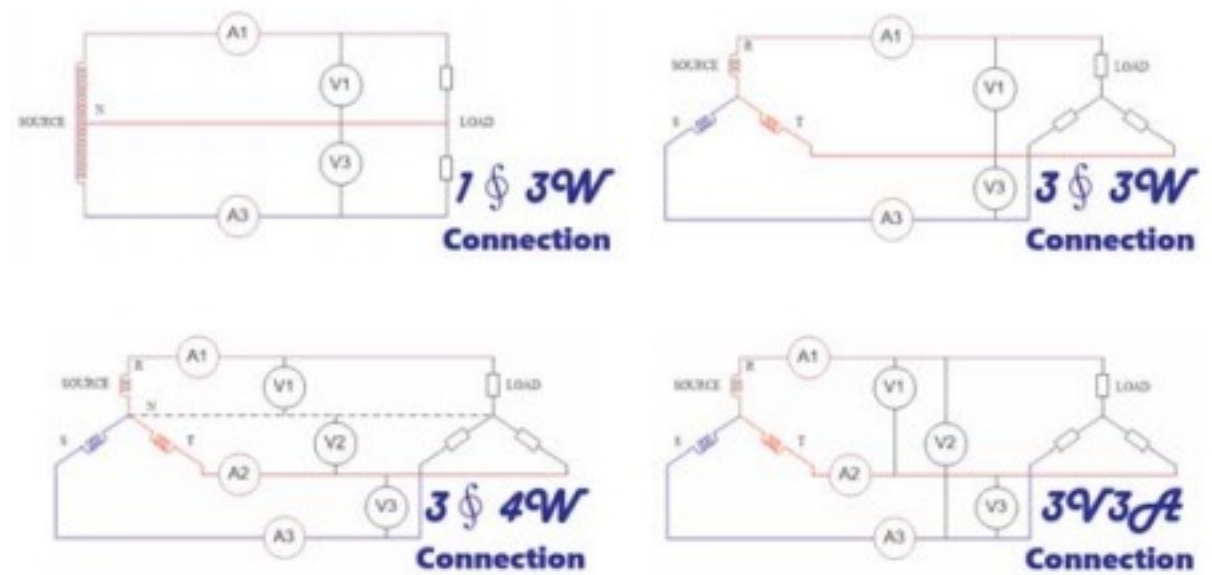 A1
V1
N
SOURCE
LOAD
V3
A3
1 ∮ 3W
Connection
A1
R
SOURCE
LOAD
V1
S
T
V3
A3
3 ∮ 3W
Connection
A1
R
SOURCE
V1
LOAD
N
S
T
V2
A2
V3
A3
3 ∮ 4W
Connection
A1
R
SOURCE
V1
LOAD
S
T
V2
A2
V3
A3
3V3A
Connection